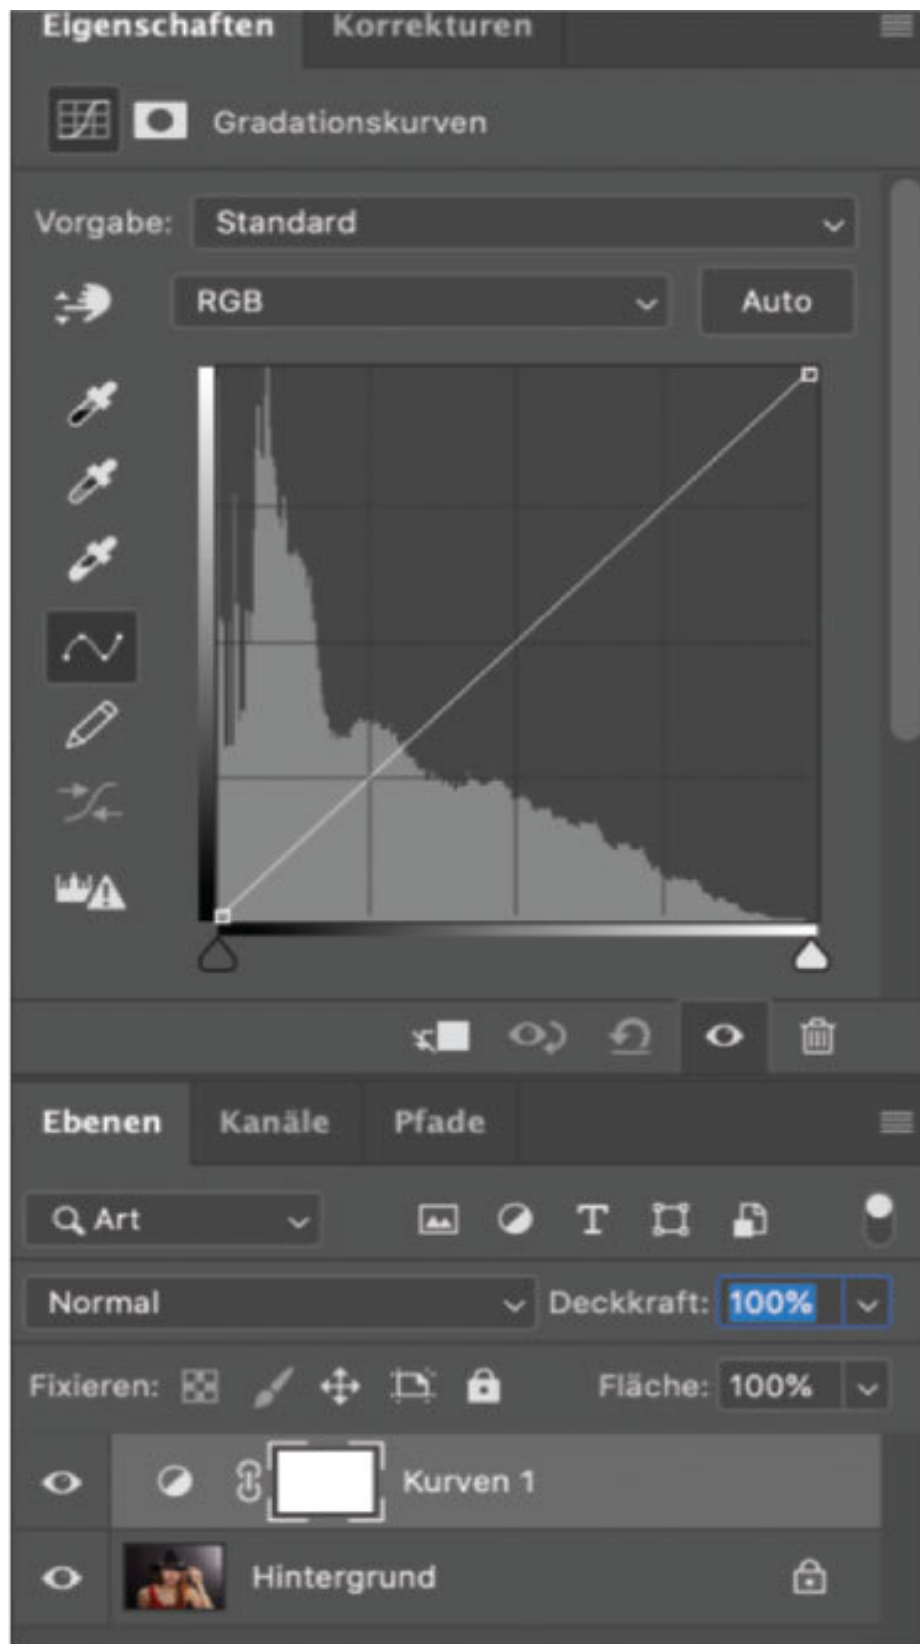 Eigenschaften Korrekturen
Gradationskurven
Vorgabe: Standard
RGB Auto
Ebenen Kanäle Pfade
Art
Normal Deckkraft: 100%
Fixieren: Fläche: 100%
Kurven 1
Hintergrund